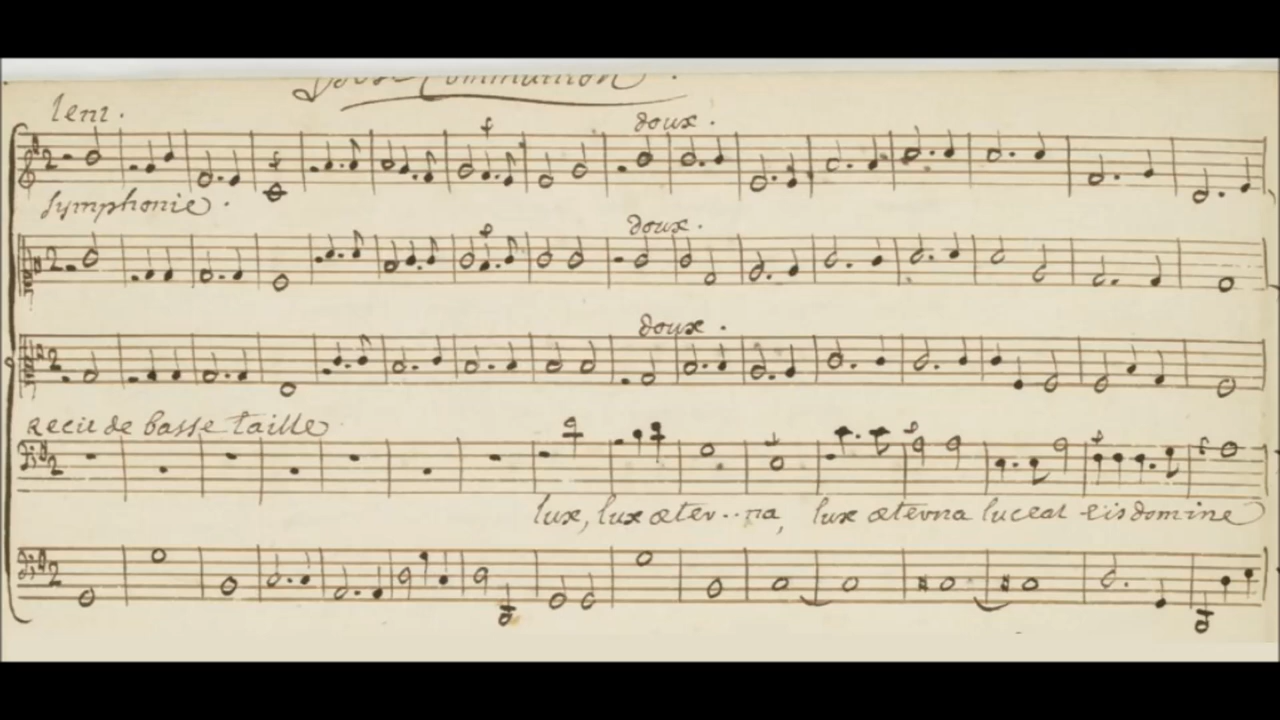 Communion.
lent.
doux.
Symphonie.
doux.
doux.
Recit de basse taille
lux, lux æter..na, lux æterna luceat eis domine